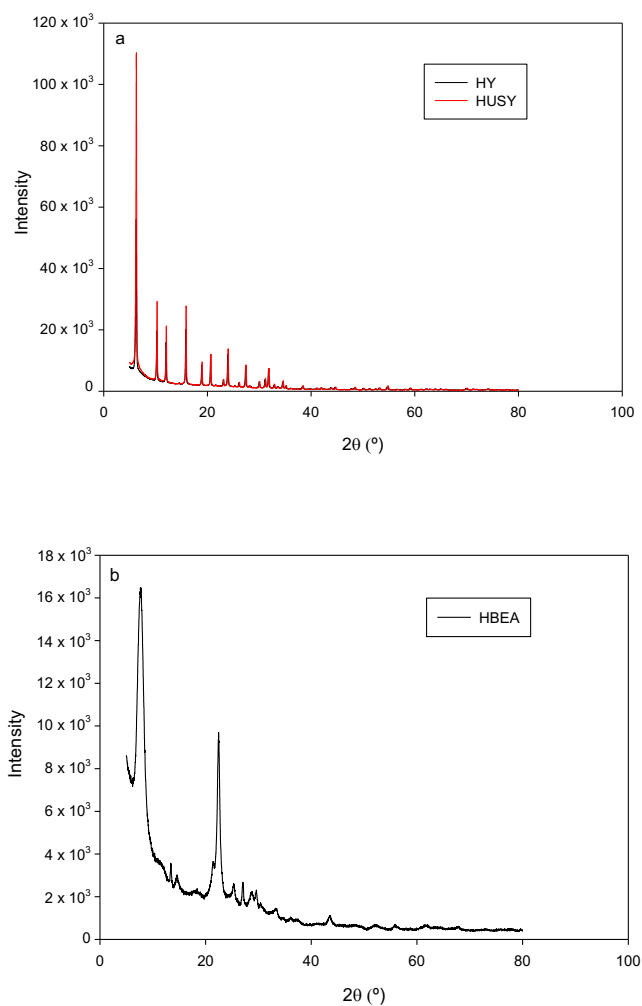 a
120 x 10³
100 x 10³
80 x 10³
60 x 10³
40 x 10³
20 x 10³
0
Intensity
HY
HUSY
0 20 40 60 80 100
2θ (º)
b
18 x 10³
16 x 10³
14 x 10³
12 x 10³
10 x 10³
8 x 10³
6 x 10³
4 x 10³
2 x 10³
0
Intensity
HBEA
0 20 40 60 80 100
2θ (º)